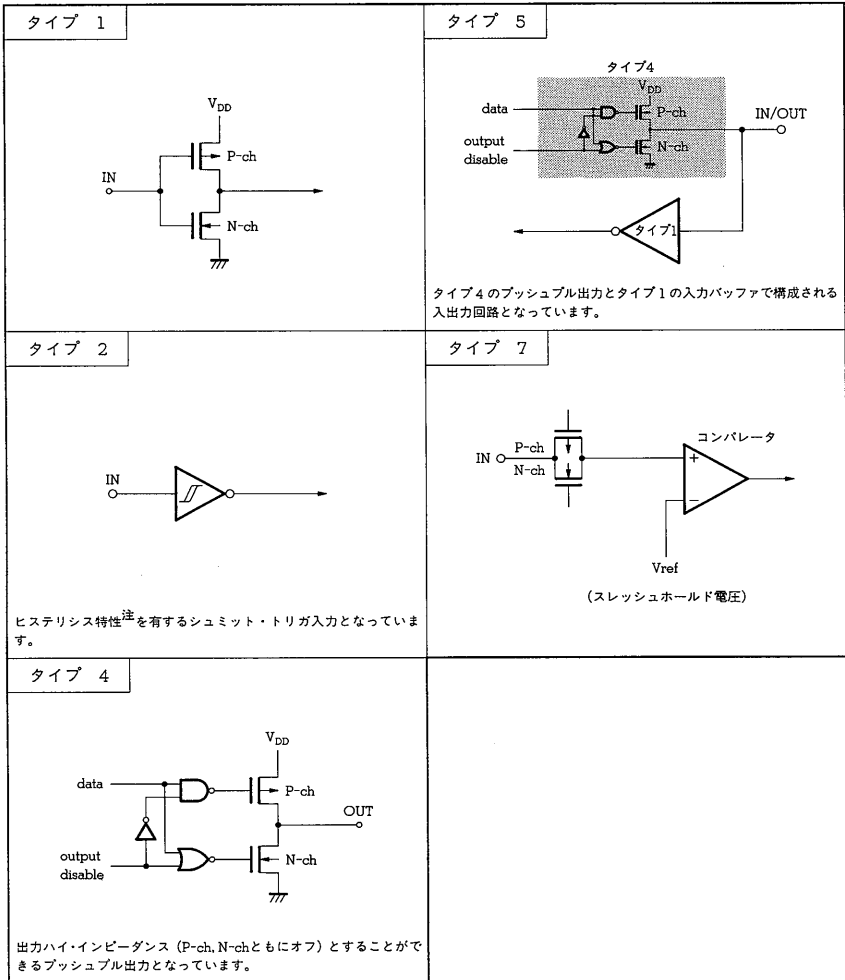 タイプ 1
V_DD
P-ch
IN
N-ch
タイプ 5
タイプ4
V_DD
data
P-ch
IN/OUT
output
disable
N-ch
タイプ1
タイプ4のプッシュプル出力とタイプ1の入力バッファで構成される
入出力回路となっています。
タイプ 2
IN
ヒステリシス特性注を有するシュミット・トリガ入力となっていま
す。
タイプ 7
コンパレータ
IN
P-ch
N-ch
+
−
Vref
(スレッシュホールド電圧)
タイプ 4
V_DD
data
P-ch
OUT
output
disable
N-ch
出力ハイ・インピーダンス (P-ch, N-chともにオフ) とすることがで
きるプッシュプル出力となっています。